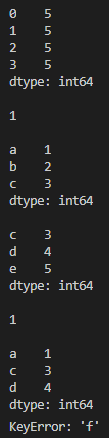 0    5
1    5
2    5
3    5
dtype: int64
1
a    1
b    2
c    3
dtype: int64
c    3
d    4
e    5
dtype: int64
1
a    1
c    3
d    4
dtype: int64
KeyError: 'f'